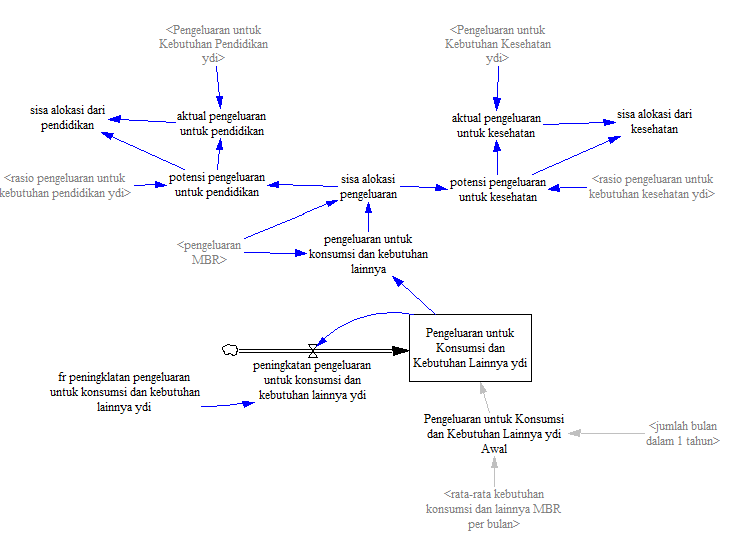 <Pengeluaran untuk
Kebutuhan Pendidikan
ydi>
<Pengeluaran untuk
Kebutuhan Kesehatan
ydi>
sisa alokasi dari
pendidikan
aktual pengeluaran
untuk pendidikan
aktual pengeluaran
untuk kesehatan
sisa alokasi dari
kesehatan
<rasio pengeluaran untuk
kebutuhan pendidikan ydi>
potensi pengeluaran
untuk pendidikan
sisa alokasi
pengeluaran
potensi pengeluaran
untuk kesehatan
<rasio pengeluaran untuk
kebutuhan kesehatan ydi>
<pengeluaran
MBR>
pengeluaran untuk
konsumsi dan kebutuhan
lainnya
Pengeluaran untuk
Konsumsi dan
Kebutuhan Lainnya ydi
peningkatan pengeluaran
untuk konsumsi dan
kebutuhan lainnya ydi
fr peningklatan pengeluaran
untuk konsumsi dan kebutuhan
lainnya ydi
Pengeluaran untuk Konsumsi
dan Kebutuhan Lainnya ydi
Awal
<jumlah bulan
dalam 1 tahun>
<rata-rata kebutuhan
konsumsi dan lainnya MBR
per bulan>